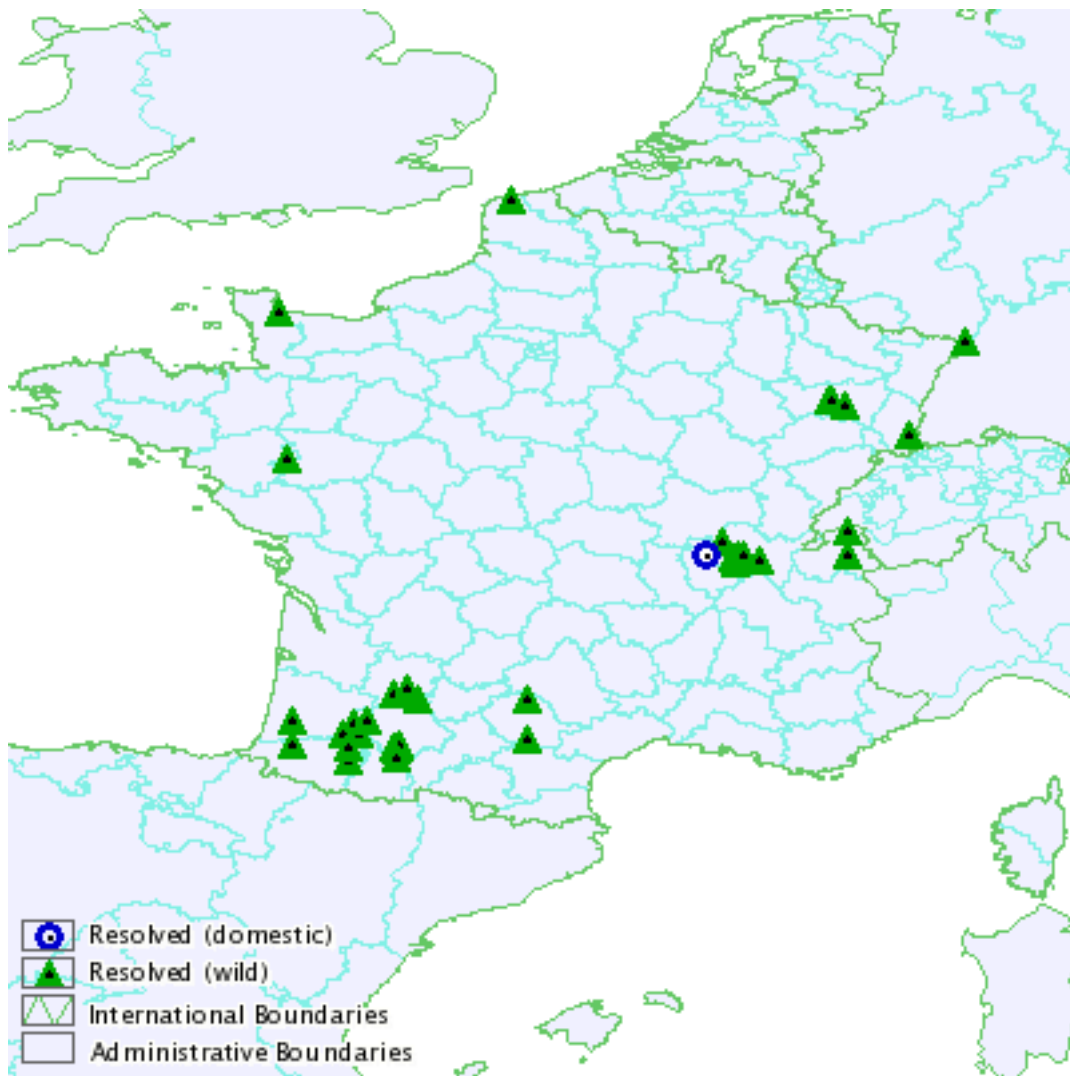 Resolved (domestic)
Resolved (wild)
International Boundaries
Administrative Boundaries